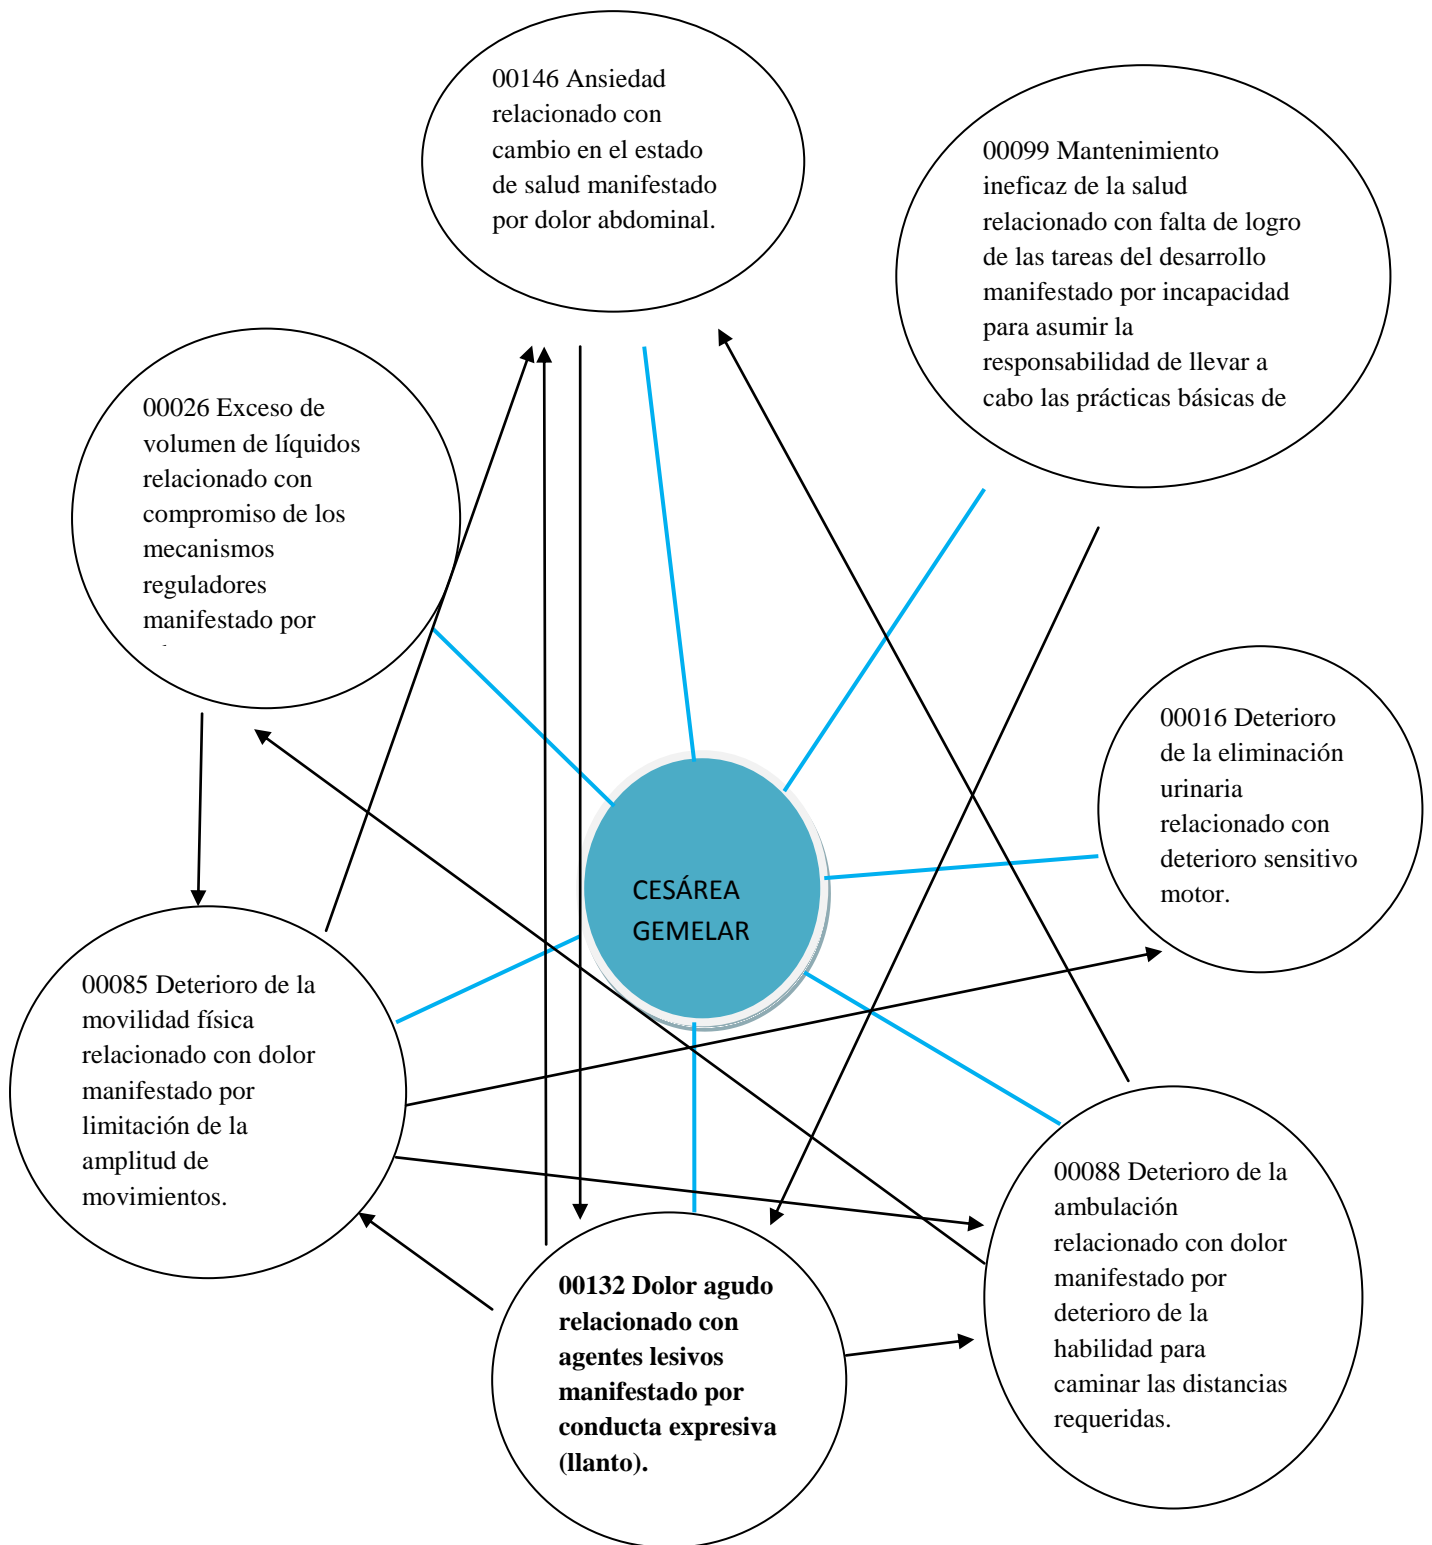 00146 Ansiedad
relacionado con
cambio en el estado
de salud manifestado
por dolor abdominal.
00099 Mantenimiento
ineficaz de la salud
relacionado con falta de logro
de las tareas del desarrollo
manifestado por incapacidad
para asumir la
responsabilidad de llevar a
cabo las prácticas básicas de
00026 Exceso de
volumen de líquidos
relacionado con
compromiso de los
mecanismos
reguladores
manifestado por
00016 Deterioro
de la eliminación
urinaria
relacionado con
deterioro sensitivo
motor.
CESÁREA
GEMELAR
00085 Deterioro de la
movilidad física
relacionado con dolor
manifestado por
limitación de la
amplitud de
movimientos.
00088 Deterioro de la
ambulación
relacionado con dolor
manifestado por
deterioro de la
habilidad para
caminar las distancias
requeridas.
00132 Dolor agudo
relacionado con
agentes lesivos
manifestado por
conducta expresiva
(llanto).